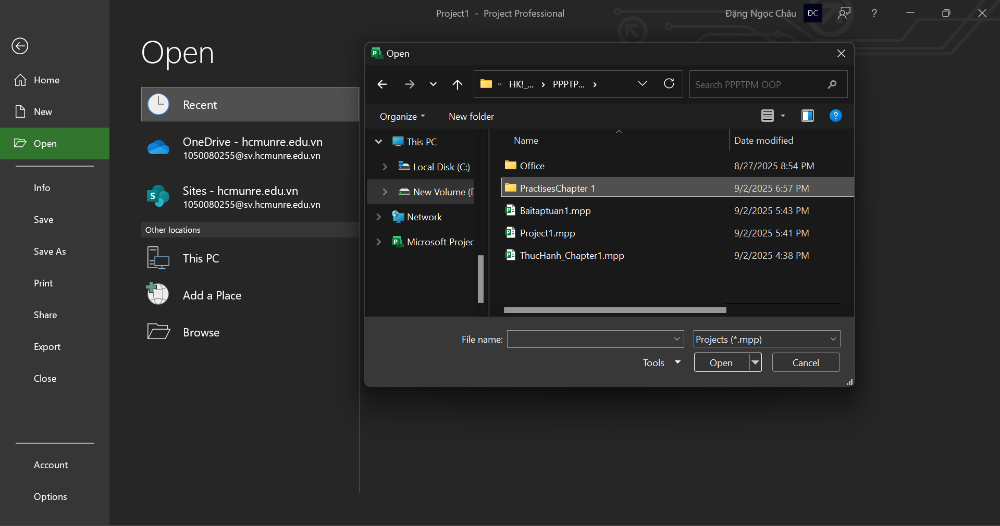 Project1 - Project Professional
Đặng Ngọc Châu
ĐC
?
Home
New
Open
Info
Save
Save As
Print
Share
Export
Close
Account
Options
Open
Recent
OneDrive - hcmunre.edu.vn
1050080255@sv.hcmunre.edu.vn
Sites - hcmunre.edu.vn
1050080255@sv.hcmunre.edu.vn
Other locations
This PC
Add a Place
Browse
Open
« HK!_... › PPPTP... ›
Search PPPTPM OOP
Organize
New folder
?
This PC
Local Disk (C:)
New Volume (D
Network
Microsoft Projec
Name Date modified
Office 8/27/2025 8:54 PM
PractisesChapter 1 9/2/2025 6:57 PM
Baitaptuan1.mpp 9/2/2025 5:43 PM
Project1.mpp 9/2/2025 5:41 PM
ThucHanh_Chapter1.mpp 9/2/2025 4:38 PM
File name:
Projects (*.mpp)
Tools
Open
Cancel